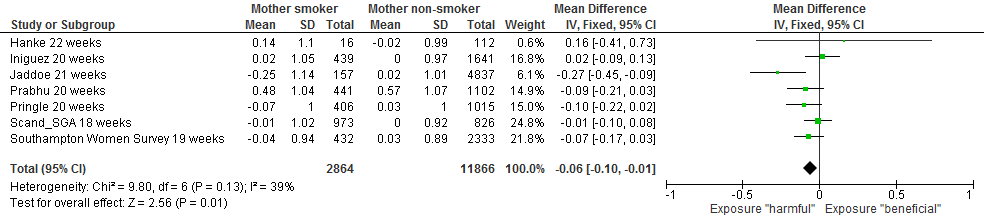 Mother smoker Mother non-smoker Mean Difference Mean Difference
Study or Subgroup Mean SD Total Mean SD Total Weight IV, Fixed, 95% CI IV, Fixed, 95% CI
Hanke 22 weeks 0.14 1.1 16 -0.02 0.99 112 0.6% 0.16 [-0.41, 0.73]
Iniguez 20 weeks 0.02 1.05 439 0 0.97 1641 16.8% 0.02 [-0.09, 0.13]
Jaddoe 21 weeks -0.25 1.14 157 0.02 1.01 4837 6.1% -0.27 [-0.45, -0.09]
Prabhu 20 weeks 0.48 1.04 441 0.57 1.07 1102 14.8% -0.09 [-0.21, 0.03]
Pringle 20 weeks -0.07 1 406 0.03 1 1015 15.0% -0.10 [-0.22, 0.02]
Scand_SGA 18 weeks -0.01 1.02 973 0 0.92 826 24.8% -0.01 [-0.10, 0.08]
Southampton Women Survey 19 weeks -0.04 0.94 432 0.03 0.89 2333 21.8% -0.07 [-0.17, 0.03]
Total (95% CI) 2864 11866 100.0% -0.06 [-0.10, -0.01]
Heterogeneity: Chi² = 9.80, df = 6 (P = 0.13); I² = 39%
Test for overall effect: Z = 2.56 (P = 0.01)
-1 -0.5 0 0.5 1
Exposure "harmful" Exposure "beneficial"